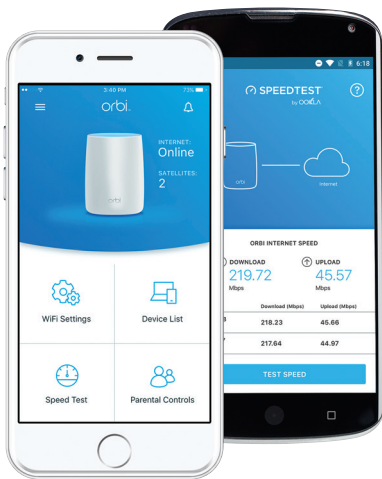 3:40 PM
73%
orbi.
INTERNET:
Online
SATELLITES:
2
orbi
WiFi Settings
Device List
Speed Test
Parental Controls
6:18
SPEEDTEST
by OOKLA
?
orbi
Internet
ORBI INTERNET SPEED
DOWNLOAD
UPLOAD
219.72
45.57
Mbps
Mbps
Download (Mbps)
Upload (Mbps)
218.23
45.66
217.64
44.97
TEST SPEED